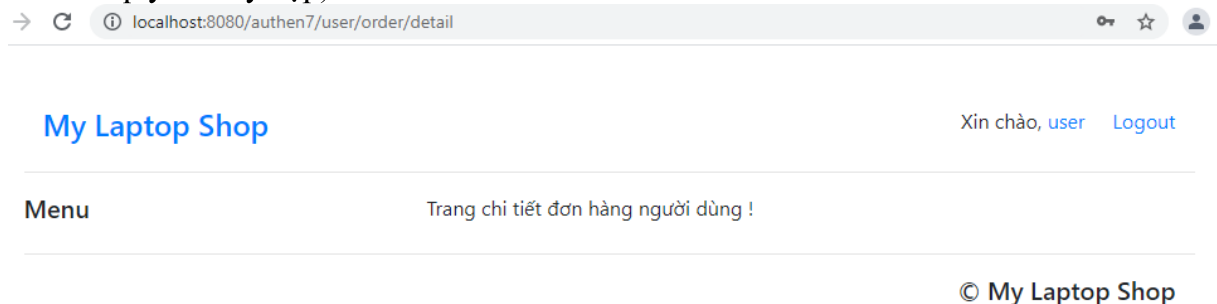 localhost:8080/authen7/user/order/detail
My Laptop Shop
Xin chào, user Logout
Menu
Trang chi tiết đơn hàng người dùng !
© My Laptop Shop